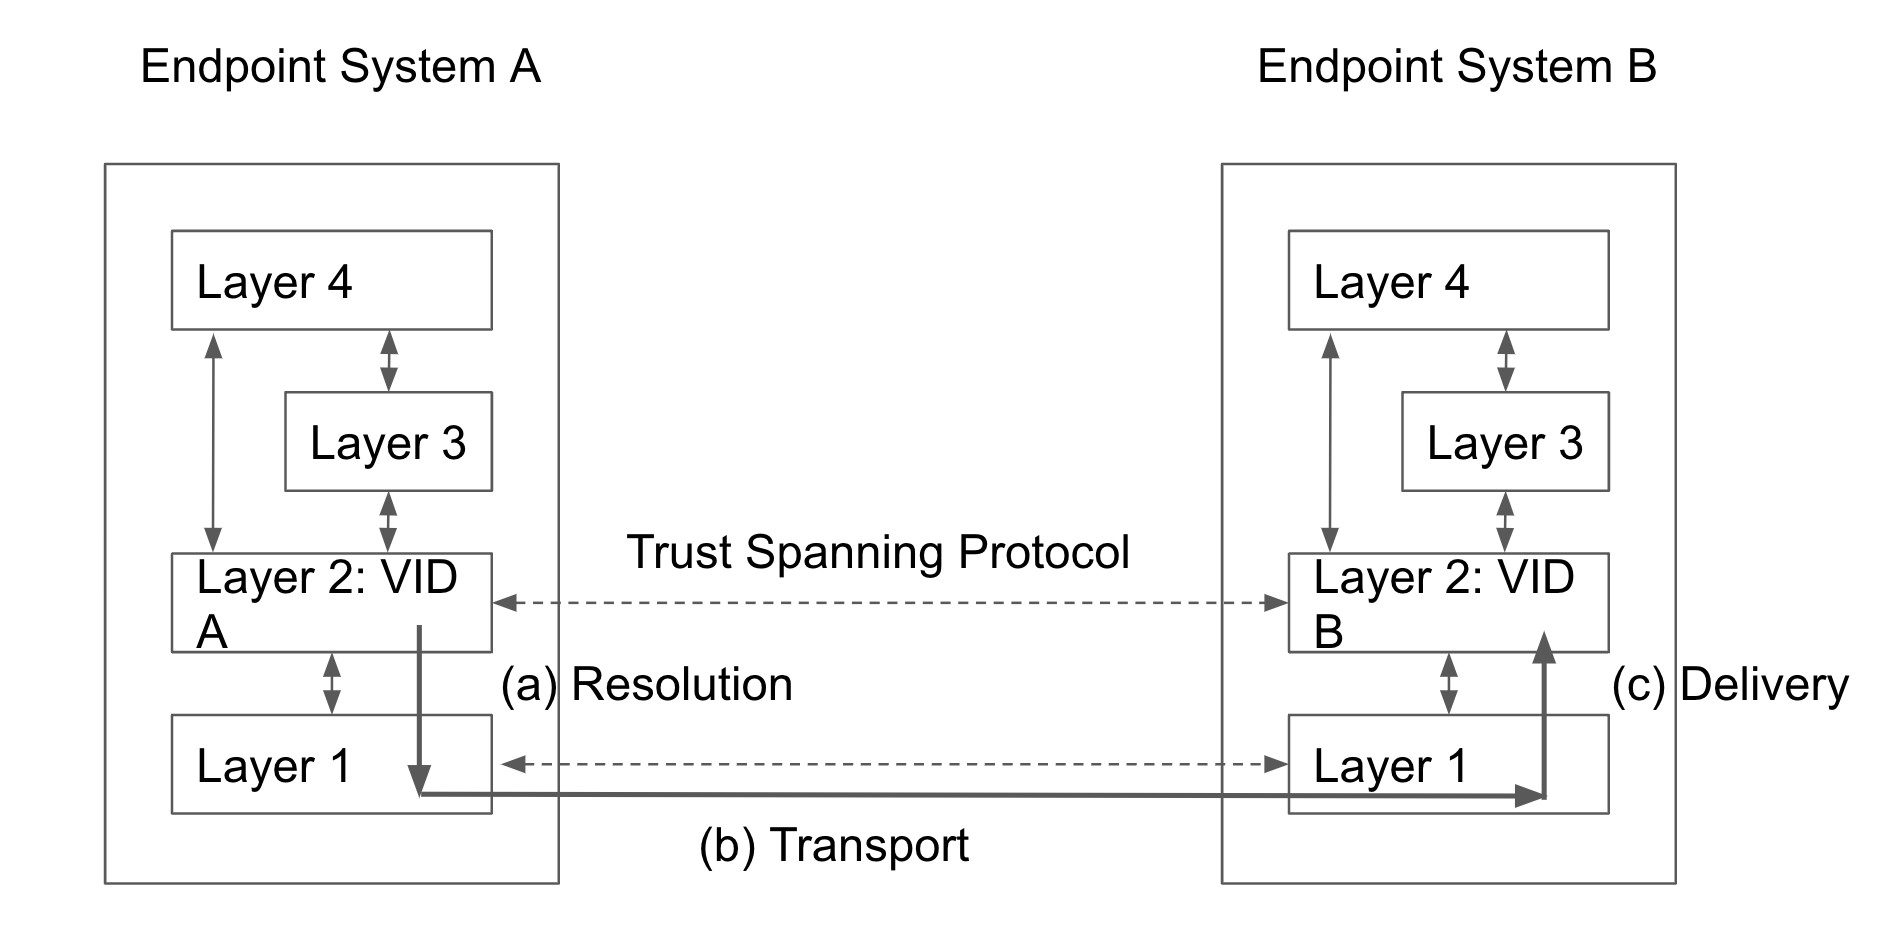 Endpoint System A
Endpoint System B
Layer 4
Layer 3
Layer 2: VID
A
Layer 1
Trust Spanning Protocol
(a) Resolution
(b) Transport
Layer 4
Layer 3
Layer 2: VID
B
Layer 1
(c) Delivery